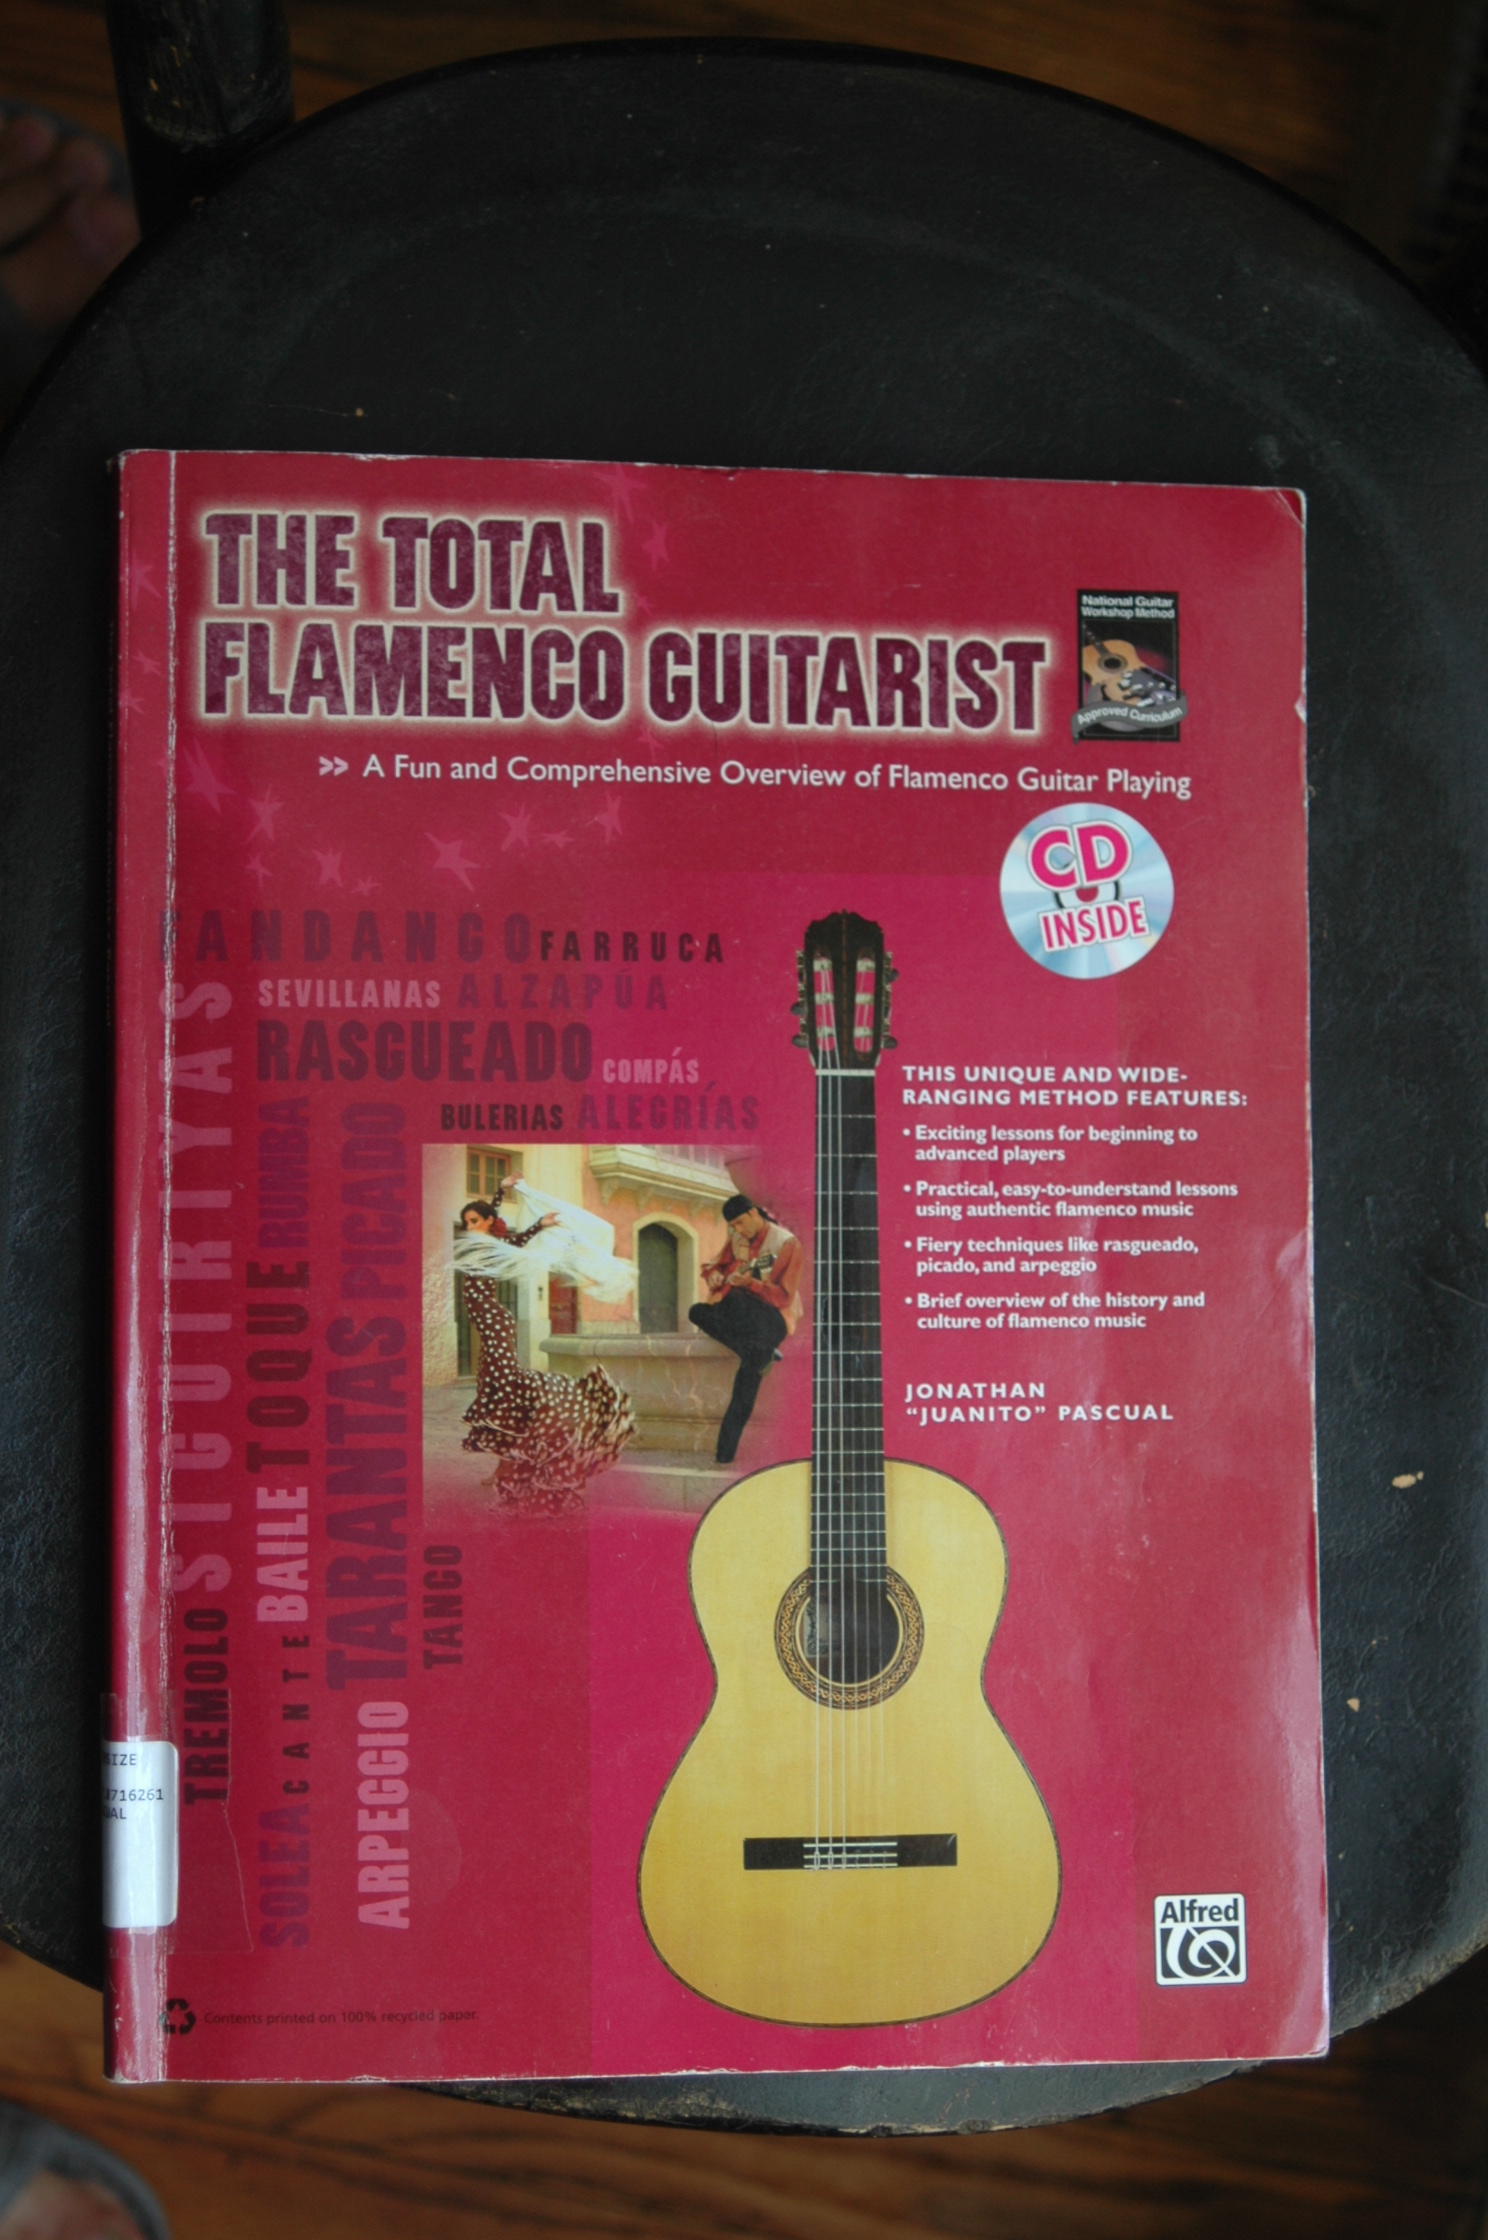 THE TOTAL
FLAMENCO GUITARIST
National Guitar
Workshop Method
Approved Curriculum
>> A Fun and Comprehensive Overview of Flamenco Guitar Playing
CD
INSIDE
FANDANGO FARRUCA
SEVILLANAS ALZAPÚA
RASGUEADO COMPÁS
BULERIAS ALEGRÍAS
TREMOLO SIGUIRIYAS
BAILE TOQUE RUMBA
SOLEA CANTE
ARPEGGIO TARANTAS PICADO
TANGO
THIS UNIQUE AND WIDE-
RANGING METHOD FEATURES:
• Exciting lessons for beginning to
advanced players
• Practical, easy-to-understand lessons
using authentic flamenco music
• Fiery techniques like rasgueado,
picado, and arpeggio
• Brief overview of the history and
culture of flamenco music
JONATHAN
"JUANITO" PASCUAL
716261
Alfred
Contents printed on 100% recycled paper.